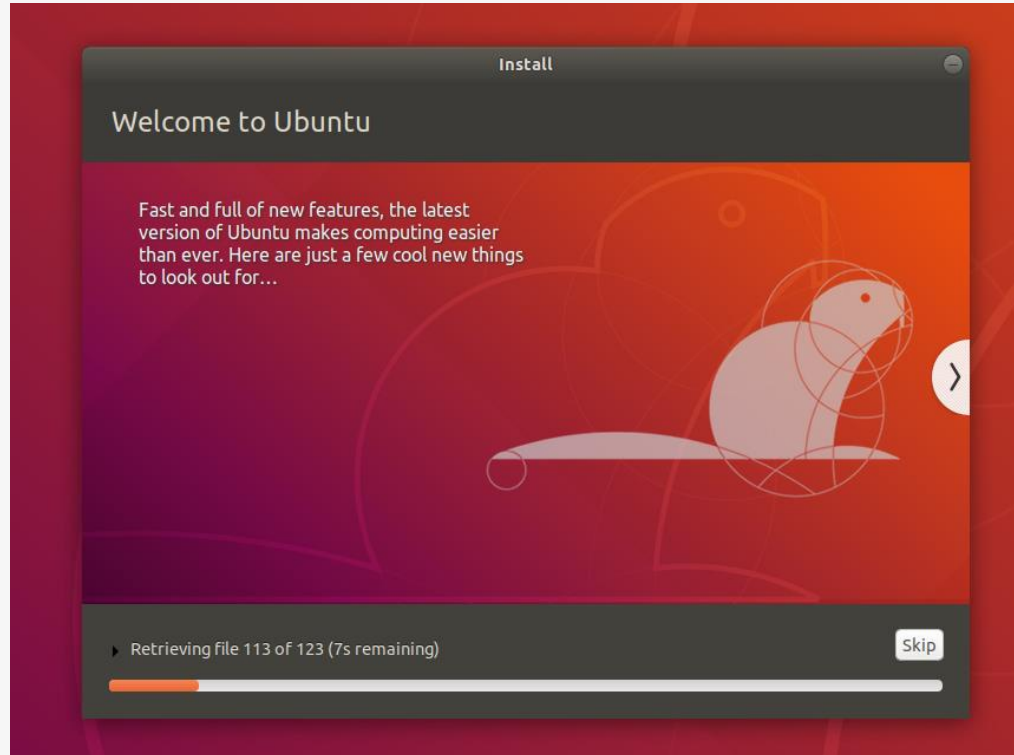 Install
Welcome to Ubuntu
Fast and full of new features, the latest
version of Ubuntu makes computing easier
than ever. Here are just a few cool new things
to look out for…
Retrieving file 113 of 123 (7s remaining)
Skip